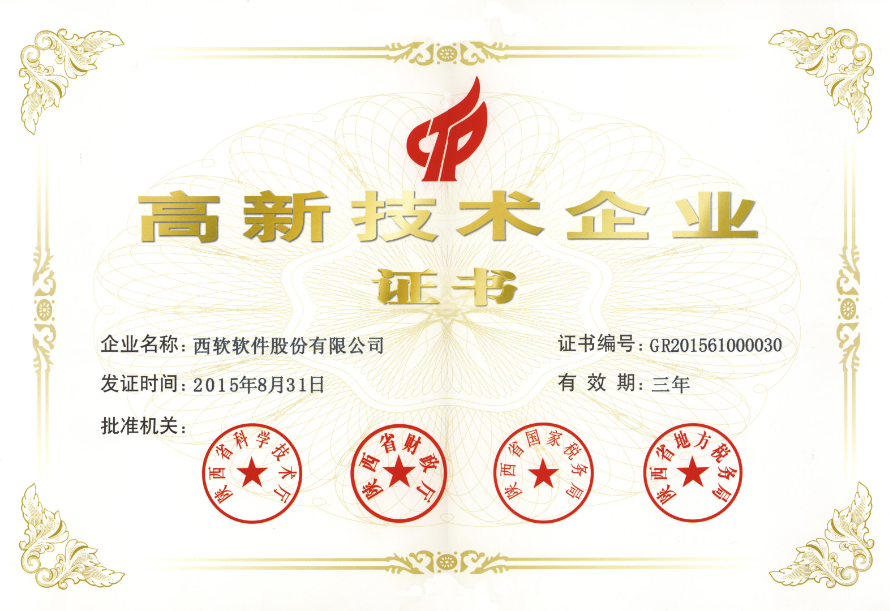 高新技术企业
证书
企业名称: 西软软件股份有限公司
证书编号: GR201561000030
发证时间: 2015年8月31日
有效期: 三年
批准机关:
陕西省科学技术厅
陕西省财政厅
陕西省国家税务局
陕西省地方税务局